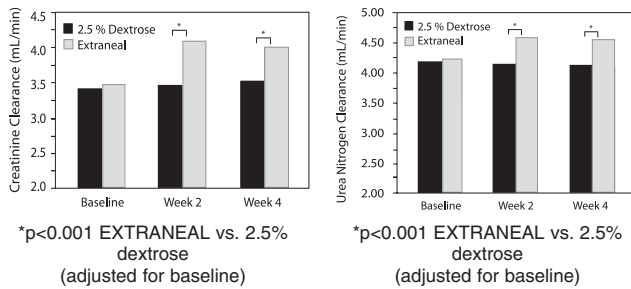 Creatinine Clearance (mL/min)
4.5
4.0
3.5
3.0
2.5
2.0
2.5 % Dextrose
Extraneal
*
*
Baseline
Week 2
Week 4
*p<0.001 EXTRANEAL vs. 2.5%
dextrose
(adjusted for baseline)
Urea Nitrogen Clearance (mL/min)
5.00
4.50
4.00
3.50
3.00
2.50
2.00
2.5 % Dextrose
Extraneal
*
*
Baseline
Week 2
Week 4
*p<0.001 EXTRANEAL vs. 2.5%
dextrose
(adjusted for baseline)